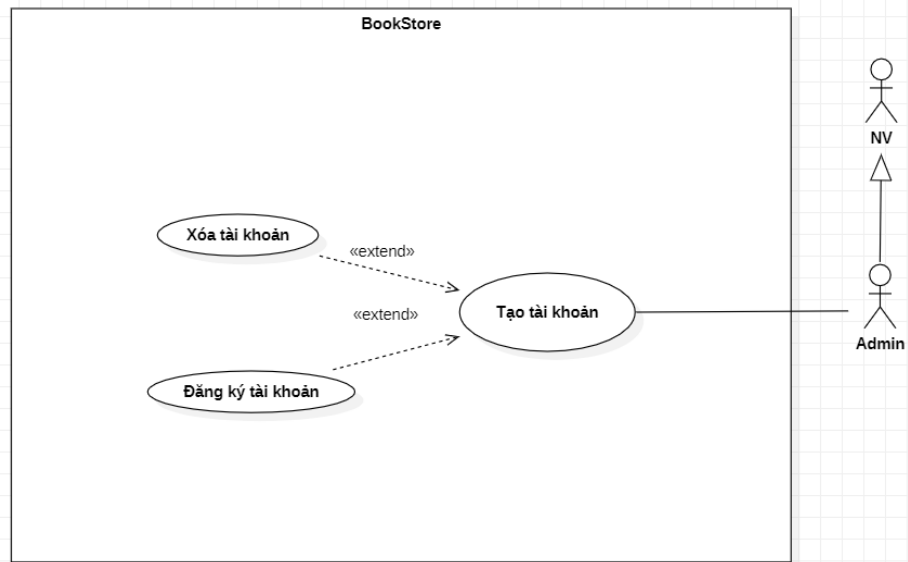 BookStore
NV
Xóa tài khoản
«extend»
«extend»
Tạo tài khoản
Admin
Đăng ký tài khoản